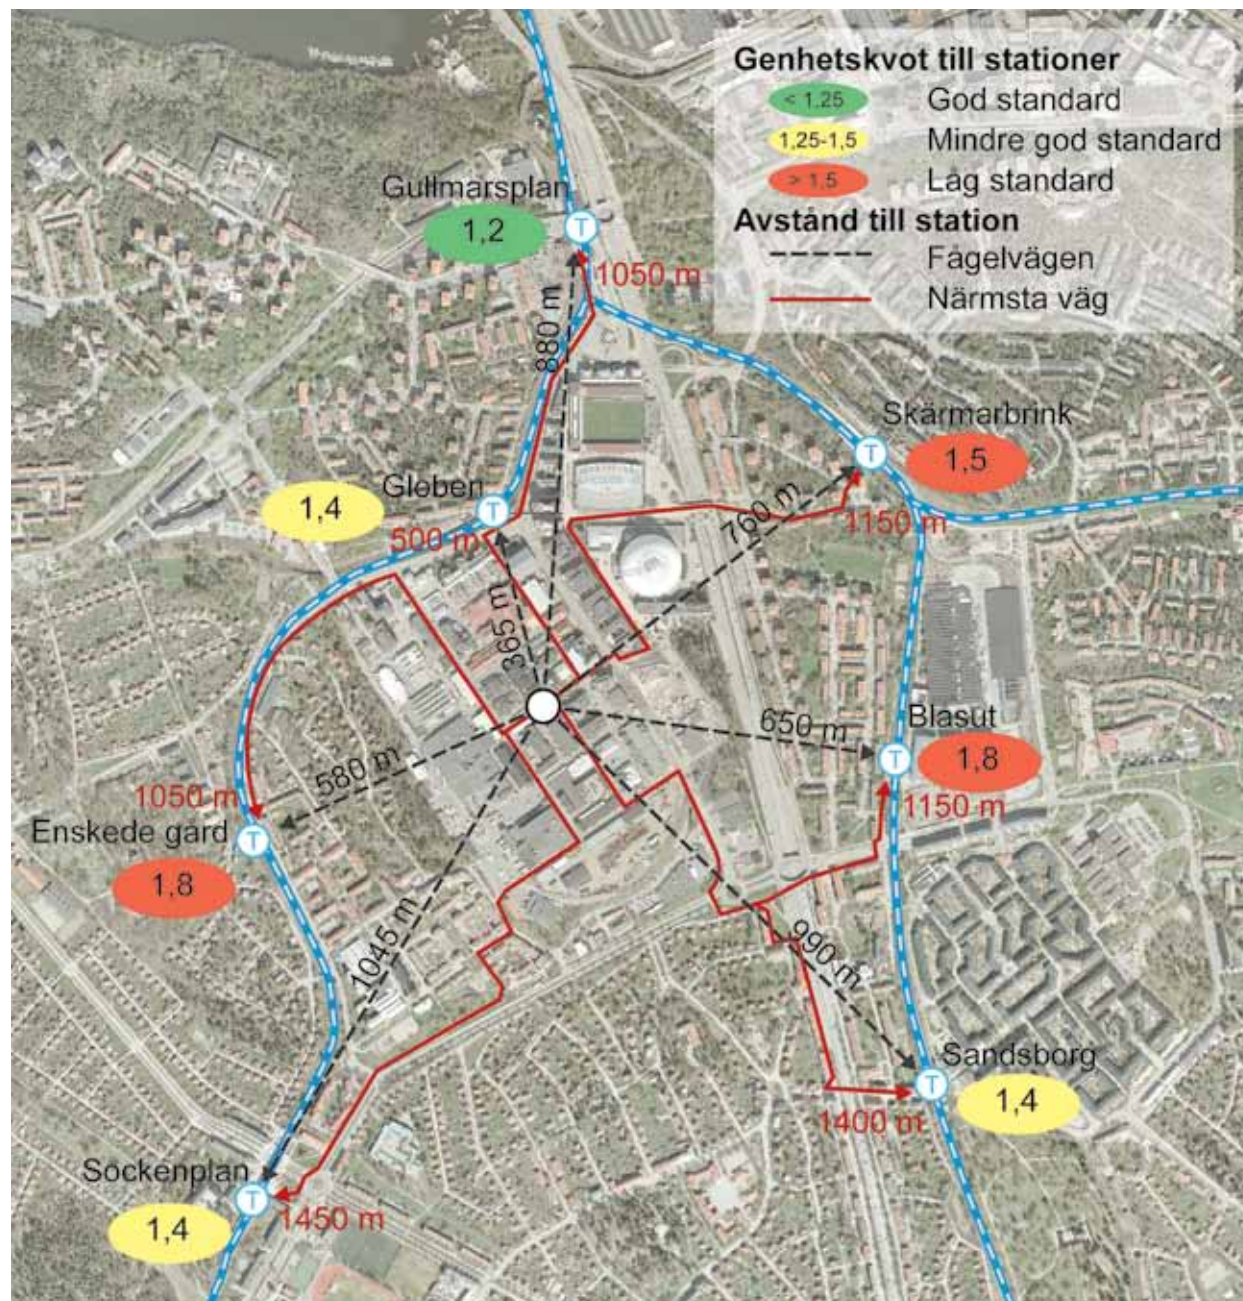 Genhetskvot till stationer
< 1,25 God standard
1,25-1,5 Mindre god standard
> 1,5 Låg standard
Avstånd till station
Fågelvägen
Närmsta väg
Gullmarsplan
T
1,2
1050 m
880 m
Skärmarbrink
T
1,5
760 m
1150 m
Globen
T
1,4
500 m
365 m
Blåsut
T
1,8
650 m
1150 m
580 m
1050 m
Enskede gård
T
1,8
1045 m
990 m
Sandsborg
T
1,4
1400 m
Sockenplan
T
1,4
1450 m